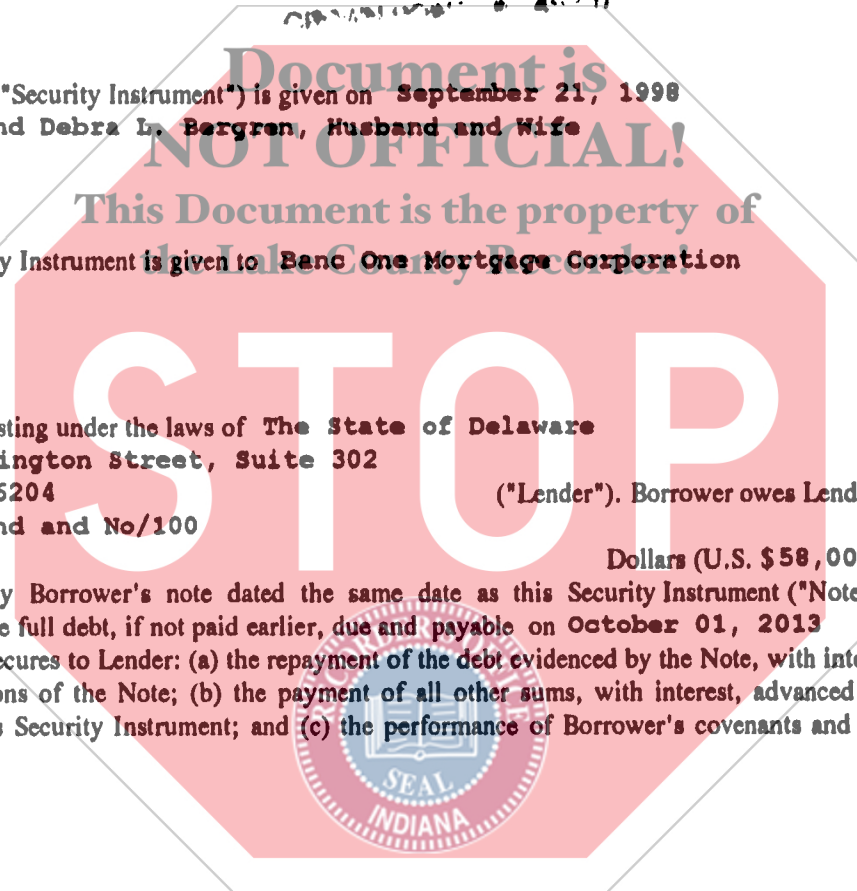 Document is
"Security Instrument") is given on September 21, 1998
nd Debra L. Bergren, Husband and Wife
NOT OFFICIAL!
This Document is the property of
the Lake County Recorder!
y Instrument is given to Banc One Mortgage Corporation
STOP
sting under the laws of The State of Delaware
ington Street, Suite 302
6204 ("Lender"). Borrower owes Lend
nd and No/100
Dollars (U.S. $58,00
y Borrower's note dated the same date as this Security Instrument ("Note
e full debt, if not paid earlier, due and payable on October 01, 2013
ecures to Lender: (a) the repayment of the debt evidenced by the Note, with inte
ons of the Note; (b) the payment of all other sums, with interest, advanced
s Security Instrument; and (c) the performance of Borrower's covenants and
RECORDER'S OFFICE
SEAL
INDIANA